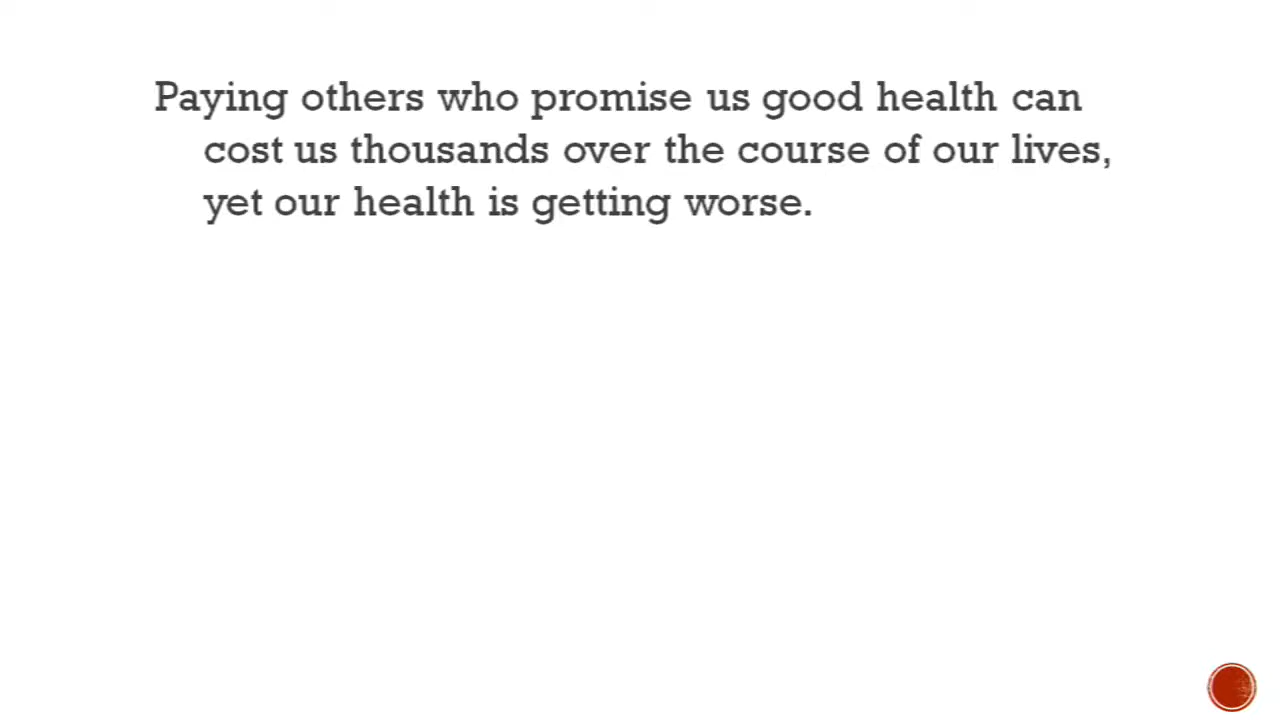 Paying others who promise us good health can
cost us thousands over the course of our lives,
yet our health is getting worse.